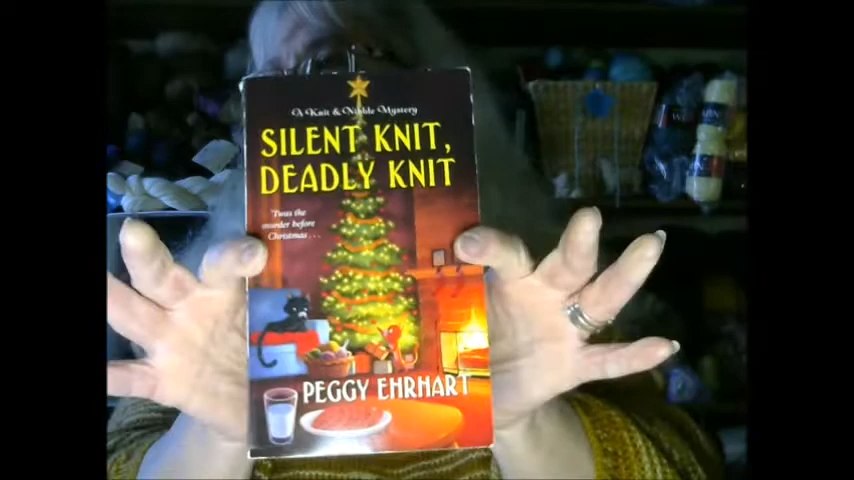 A Knit & Nibble Mystery
SILENT KNIT,
DEADLY KNIT
'Twas the
murder before
Christmas...
PEGGY EHRHART